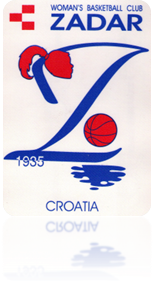 WOMAN'S BASKETBALL CLUB
ZADAR
1935
CROATIA